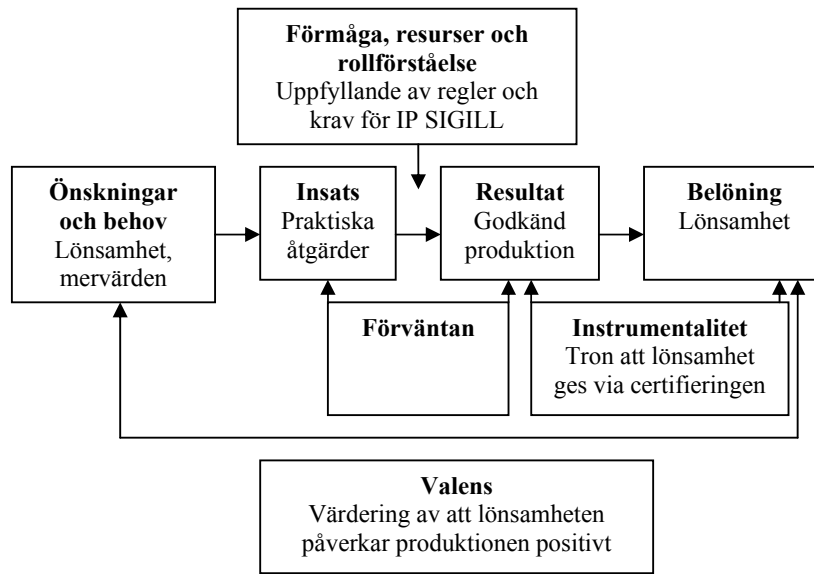 Förmåga, resurser och
rollförståelse
Uppfyllande av regler och
krav för IP SIGILL
Önskningar
och behov
Lönsamhet,
mervärden
Insats
Praktiska
åtgärder
Resultat
Godkänd
produktion
Belöning
Lönsamhet
Förväntan
Instrumentalitet
Tron att lönsamhet
ges via certifieringen
Valens
Värdering av att lönsamheten
påverkar produktionen positivt